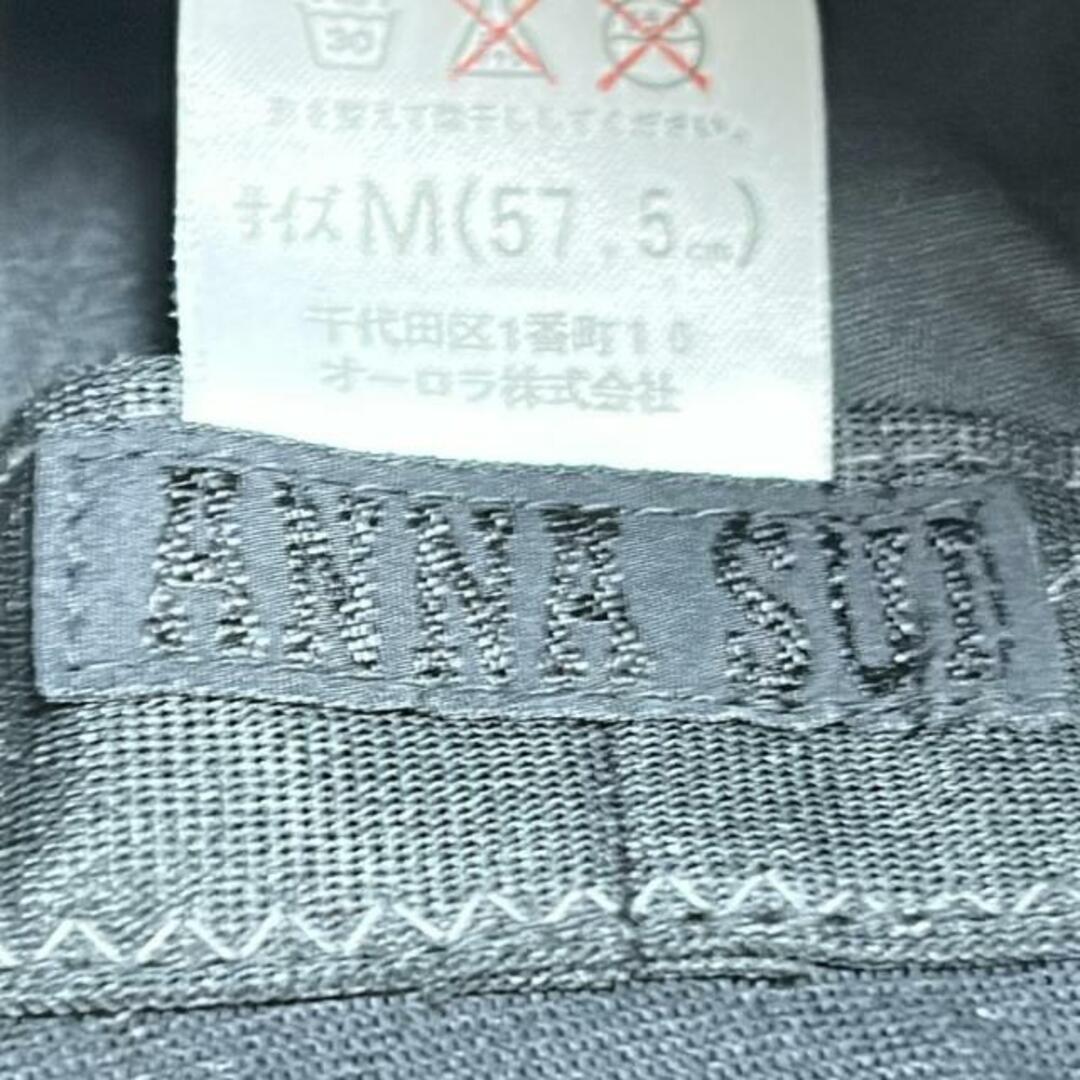 30
形を整えて陰干ししてください。
サイズ M(57.5cm)
千代田区1番町10
オーロラ株式会社
ANNA SUI